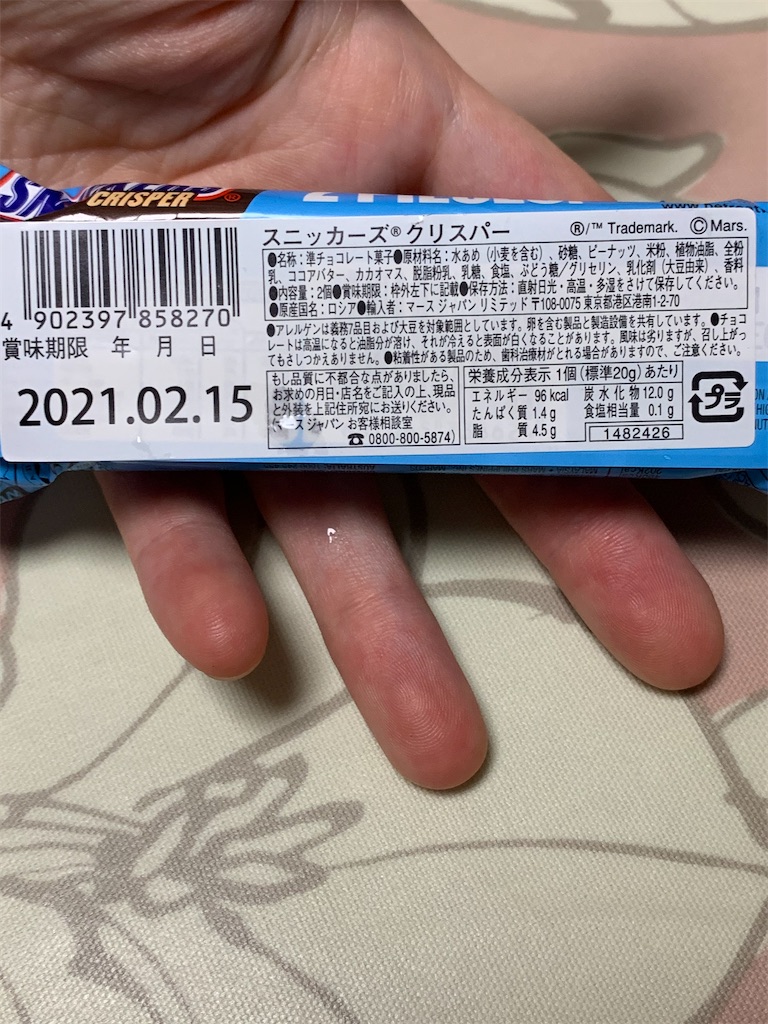 CRISPER®
スニッカーズ® クリスパー
®/™ Trademark. ⒸMars.
●名称:準チョコレート菓子●原材料名:水あめ(小麦を含む)、砂糖、ピーナッツ、米粉、植物油脂、全粉
乳、ココアバター、カカオマス、脱脂粉乳、乳糖、食塩、ぶどう糖/グリセリン、乳化剤(大豆由来)、香料
●内容量:2個●賞味期限:枠外左下に記載●保存方法:直射日光・高温・多湿をさけて保存してください。
●原産国名:ロシア●輸入者:マース ジャパン リミテッド 〒108-0075 東京都港区港南1-2-70
●アレルゲンは義務7品目および大豆を対象範囲としています。卵を含む製品と製造設備を共有しています。●チョコ
レートは高温になると油脂分が溶け、それが冷えると表面が白くなることがあります。風味は劣りますが、召し上がっ
てもさしつかえありません。●粘着性がある製品のため、歯科治療材がとれる場合がありますので、ご注意ください。
4 902397 858270
賞味期限 年 月 日
2021.02.15
もし品質に不都合な点がありましたら、
お求めの月日・店名をご記入の上、現品
と外装を上記住所宛にお送りください。
ジャパン お客様相談室
☎ 0800-800-5874)
栄養成分表示 1個(標準20g)あたり
エネルギー 96 kcal 炭水化物 12.0 g
たんぱく質 1.4 g 食塩相当量 0.1 g
脂質 4.5 g
1482426
プラ